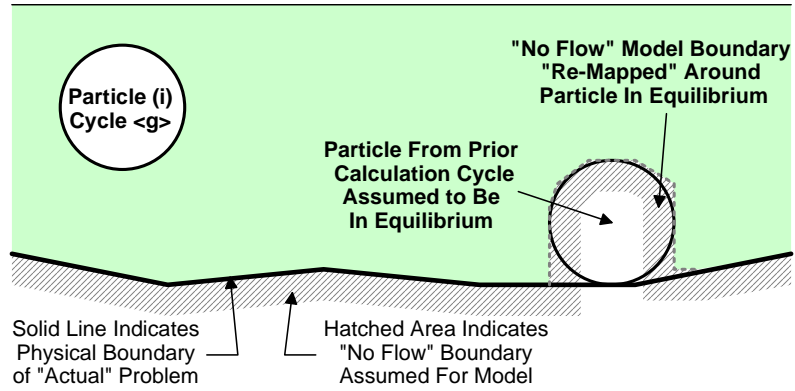 "No Flow" Model Boundary
"Re-Mapped" Around
Particle In Equilibrium
Particle (i)
Cycle <g>
Particle From Prior
Calculation Cycle
Assumed to Be
In Equilibrium
Solid Line Indicates
Physical Boundary
of "Actual" Problem
Hatched Area Indicates
"No Flow" Boundary
Assumed For Model